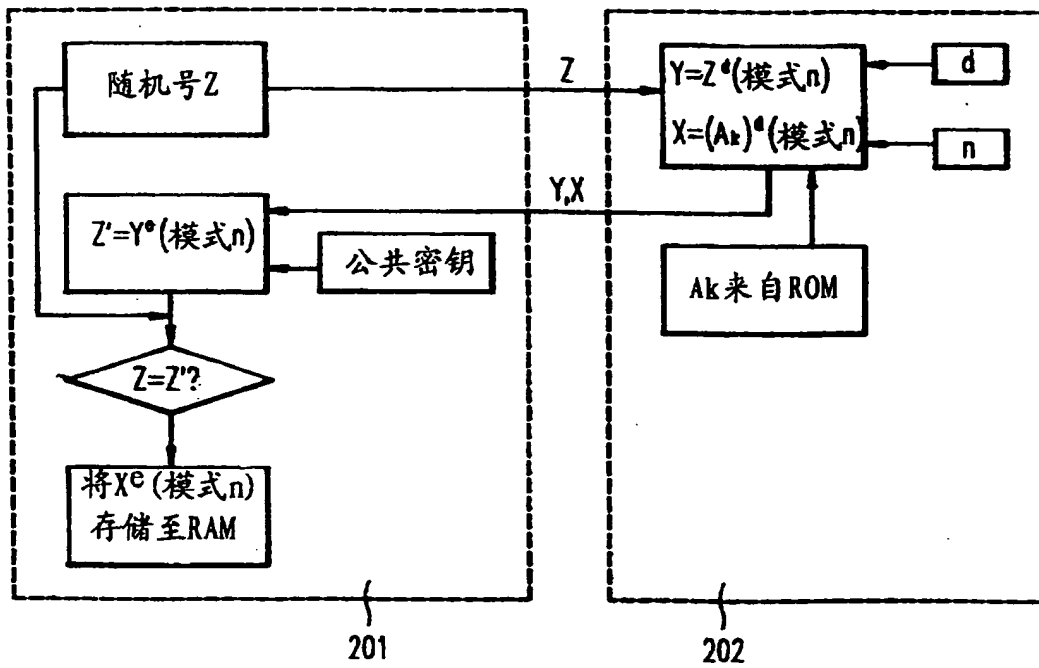 随机号Z
Z
Y=Z^d(模式n)
X=(Ak)^d(模式n)
d
n
Y,X
Z'=Y^e(模式n)
公共密钥
Ak来自ROM
Z=Z'?
将X^e(模式n)
存储至RAM
201
202